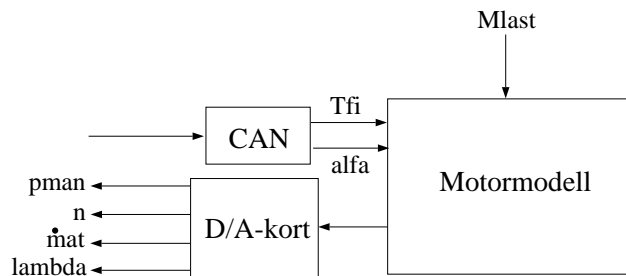 Mlast
Tfi
CAN
alfa
pman
n
ṁat
lambda
D/A-kort
Motormodell